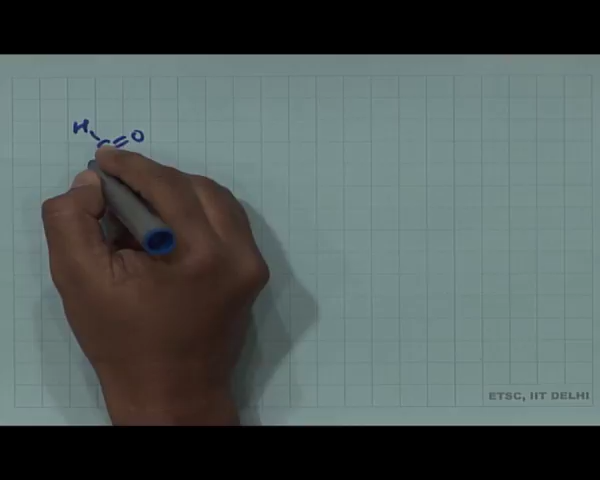 H C = O
ETSC, IIT DELHI